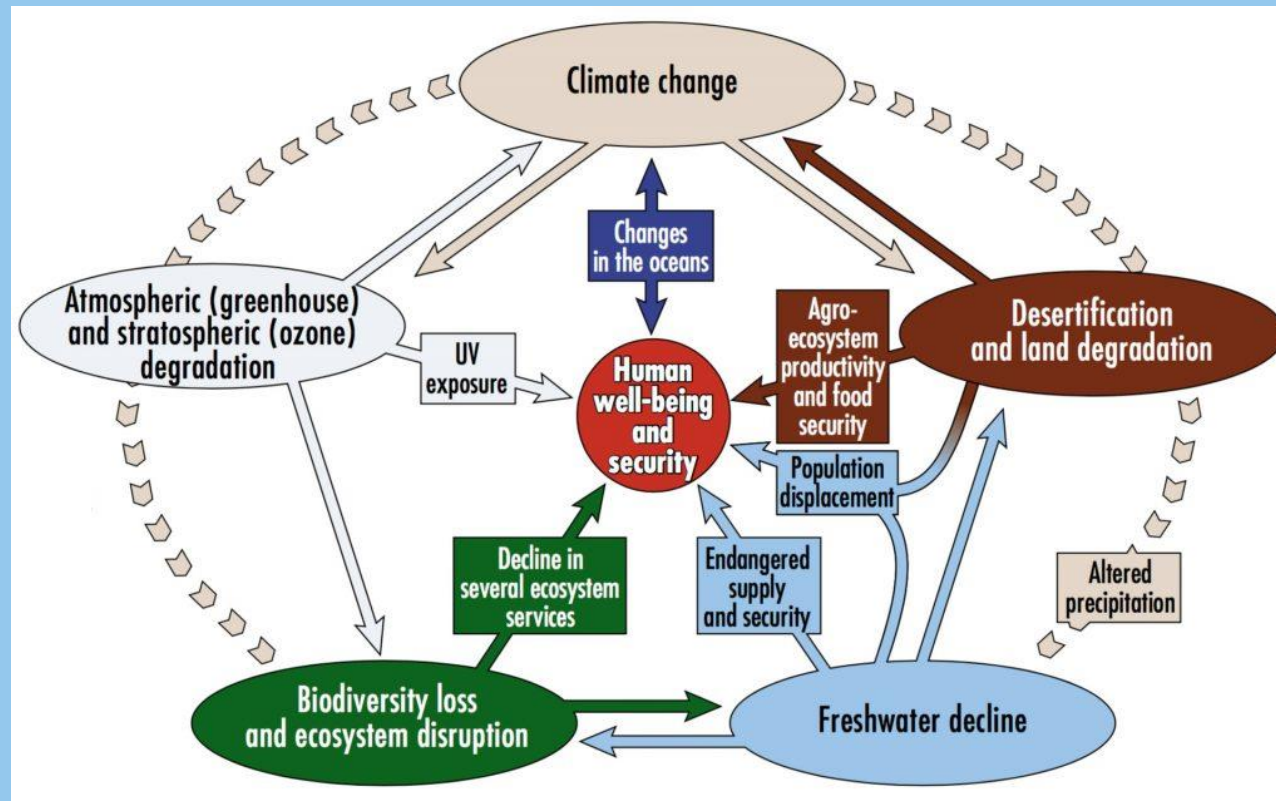 Climate change
Changes
in the oceans
Atmospheric (greenhouse)
and stratospheric (ozone)
degradation
UV
exposure
Human
well-being
and
security
Agro-
ecosystem
productivity
and food
security
Desertification
and land degradation
Population
displacement
Decline in
several ecosystem
services
Endangered
supply
and security
Altered
precipitation
Biodiversity loss
and ecosystem disruption
Freshwater decline